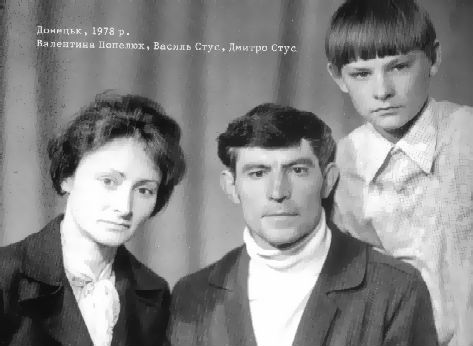 Донецьк, 1978 р.
Валентина Попелюх, Василь Стус, Дмитро Стус